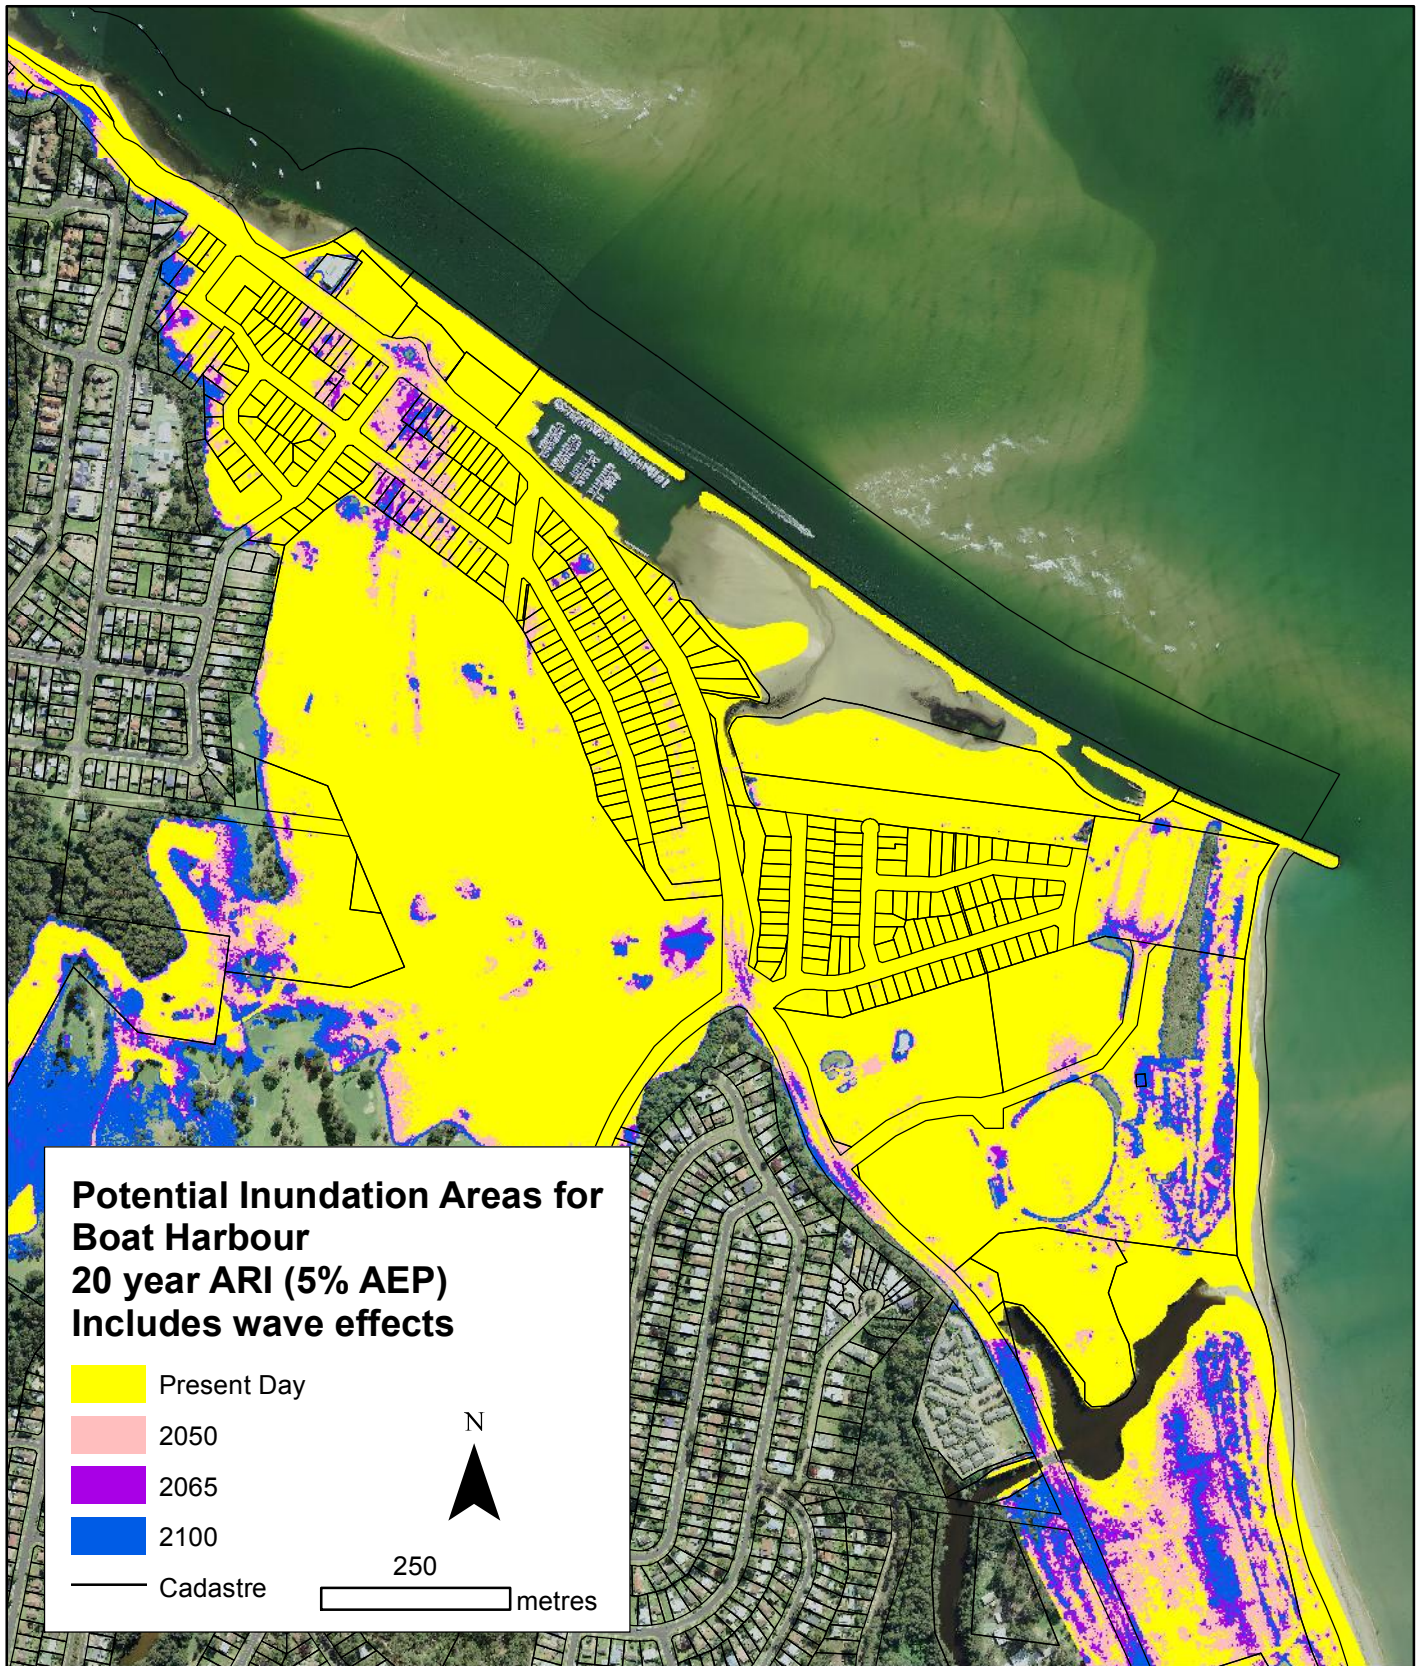 Potential Inundation Areas for
Boat Harbour
20 year ARI (5% AEP)
Includes wave effects
Present Day
2050
2065
2100
Cadastre
N
250
metres